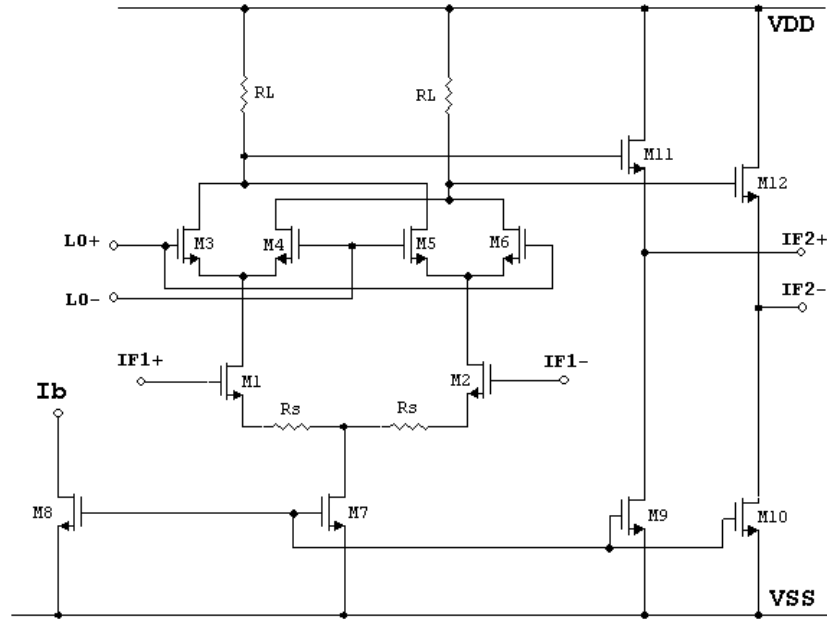 VDD
RL
RL
M11
M12
LO+
M3
M4
M5
M6
IF2+
LO-
IF2-
IF1+
M1
M2
IF1-
Ib
Rs
Rs
M8
M7
M9
M10
VSS